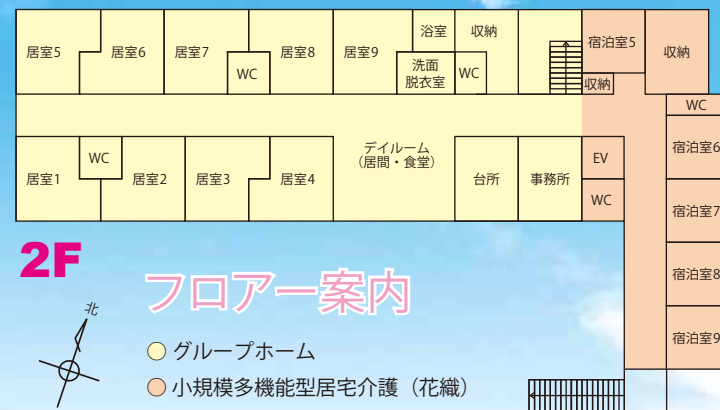 居室5
居室6
居室7
WC
居室8
居室9
浴室
洗面
脱衣室
収納
WC
宿泊室5
収納
収納
WC
宿泊室6
宿泊室7
宿泊室8
宿泊室9
居室1
WC
居室2
居室3
居室4
デイルーム
（居間・食堂）
台所
事務所
EV
WC
2F
フロアー案内
北
グループホーム
小規模多機能型居宅介護（花織）